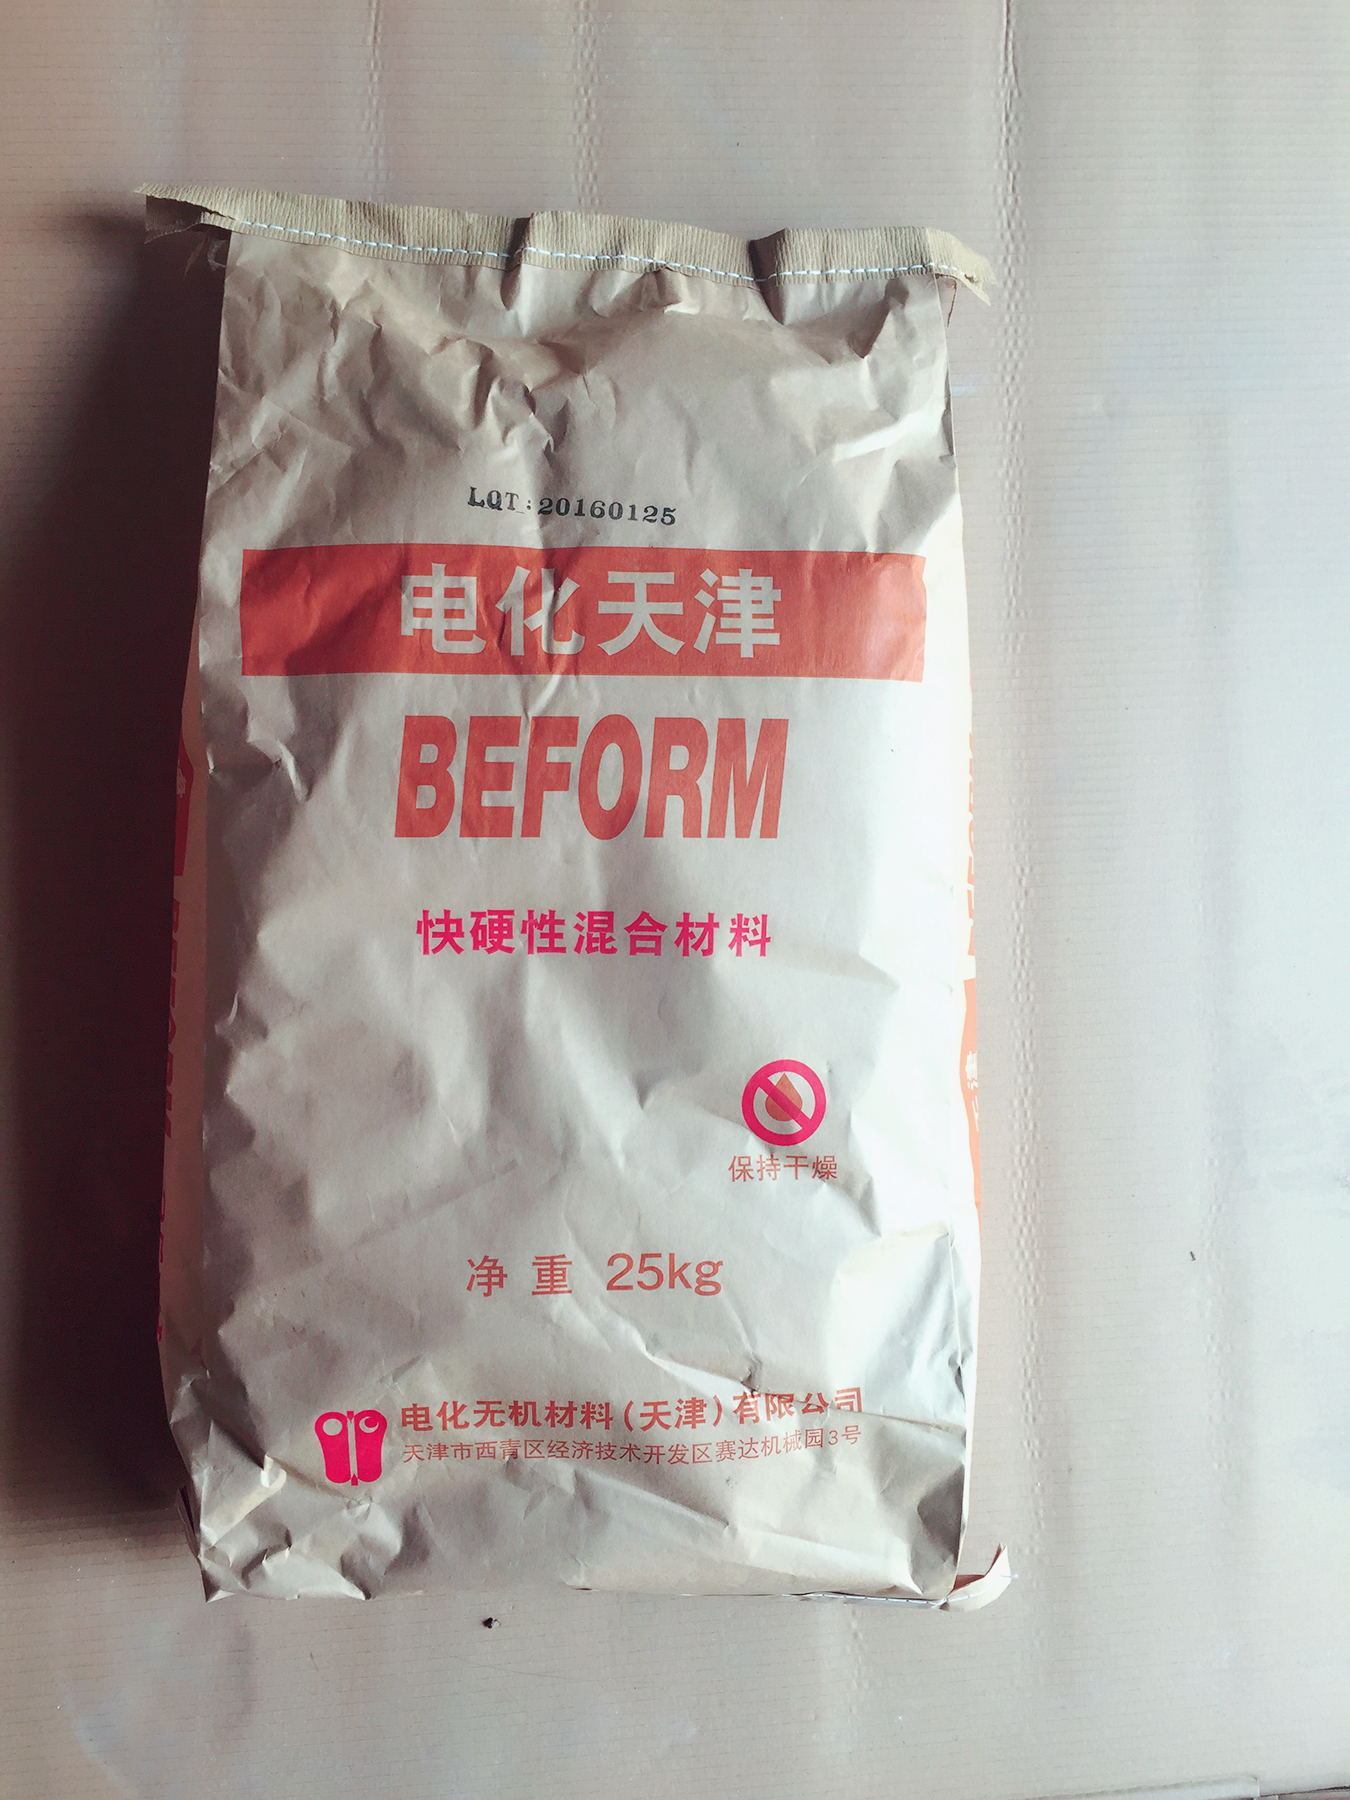 LQT:20160125
电化天津
BEFORM
快硬性混合材料
保持干燥
净重 25kg
电化无机材料(天津)有限公司
天津市西青区经济技术开发区赛达机械园3号